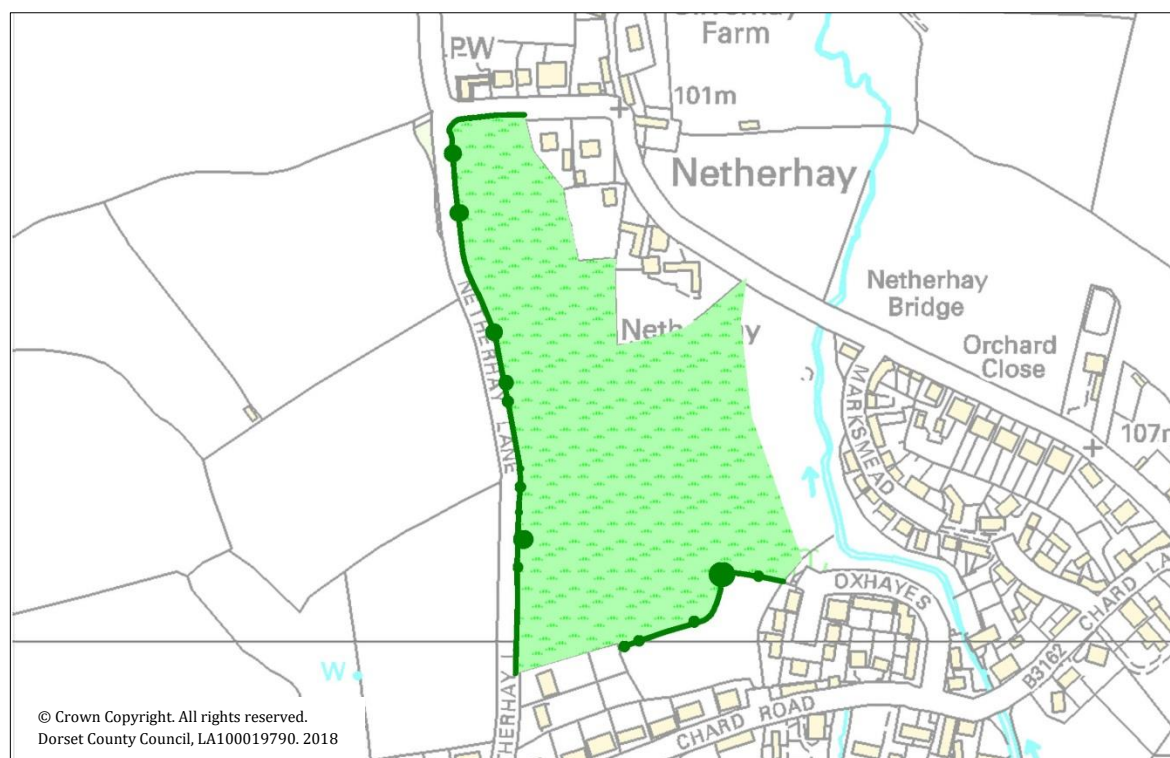 Farm
PW
101m
Netherhay
NETHERHAY LANE
Netherhay
Bridge
Orchard
Close
107m
MARKSMEAD
OXHAYES
CHARD
B3162
CHARD ROAD
W
© Crown Copyright. All rights reserved.
Dorset County Council, LA100019790. 2018